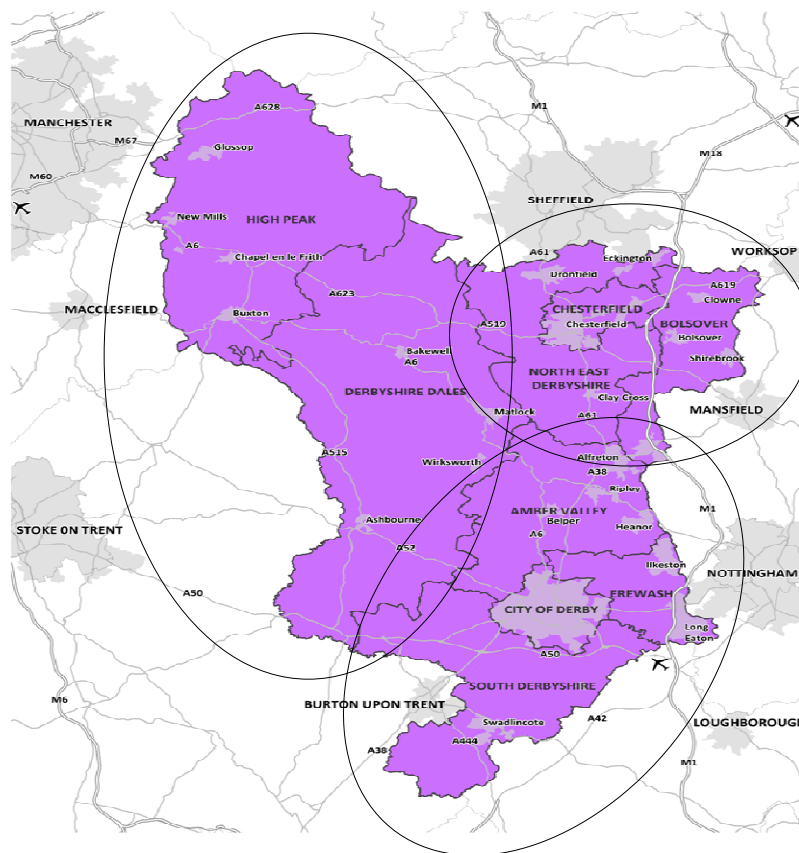 M1
A628
MANCHESTER
M67
Glossop
M18
M60
SHEFFIELD
New Mills
HIGH PEAK
A6
Chapel en le Frith
A61
Eckington
WORKSOP
Dronfield
A623
A619
Clowne
MACCLESFIELD
Buxton
CHESTERFIELD
A519
Chesterfield
BOLSOVER
Bolsover
Bakewell
A6
Shirebrook
NORTH EAST
DERBYSHIRE
DERBYSHIRE DALES
Clay Cross
Matlock
A61
MANSFIELD
A515
Wirksworth
Alfreton
A38
Ripley
AMBER VALLEY
Ashbourne
Belper
Heanor
M1
STOKE ON TRENT
A6
A52
Ilkeston
NOTTINGHAM
A50
EREWASH
CITY OF DERBY
Long
Eaton
A50
SOUTH DERBYSHIRE
M6
BURTON UPON TRENT
A42
Swadlincote
LOUGHBOROUGH
A38
A444
M1